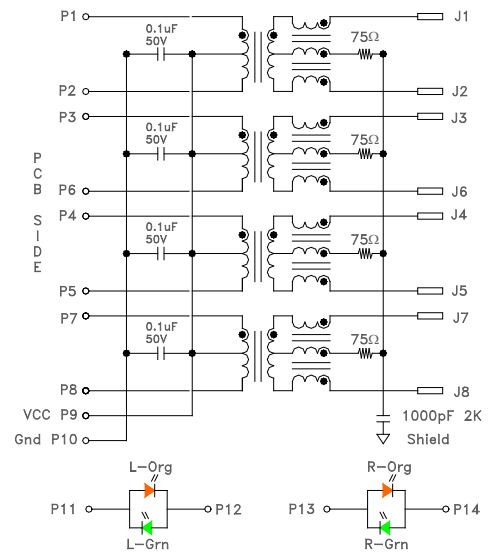 P1
0.1uF
50V
75Ω
J1
P2
J2
P3
0.1uF
50V
75Ω
J3
PCB SIDE
P6
J6
P4
0.1uF
50V
75Ω
J4
P5
J5
P7
0.1uF
50V
75Ω
J7
P8
J8
VCC P9
1000pF 2K
Gnd P10
Shield
L-Org
R-Org
P11
P12
P13
P14
L-Grn
R-Grn